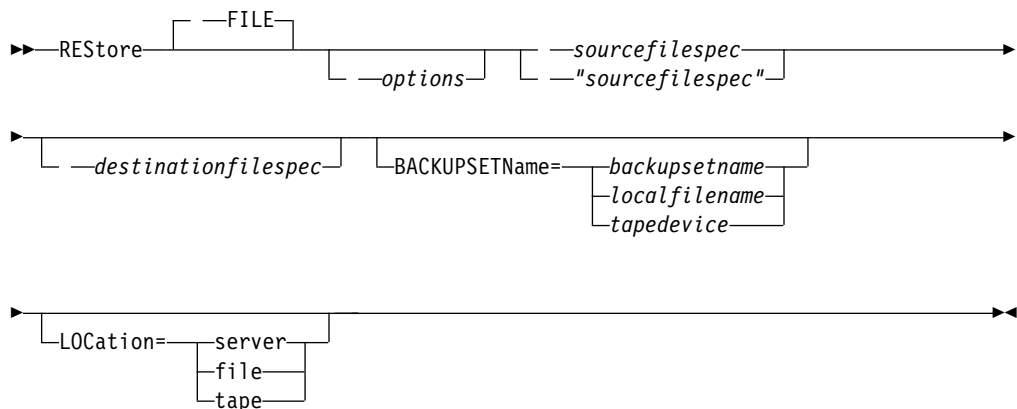 FILE
REStore
options
sourcefilespec
"sourcefilespec"
destinationfilespec
BACKUPSETName=
backupsetname
localfilename
tapedevice
LOCation=
server
file
tape